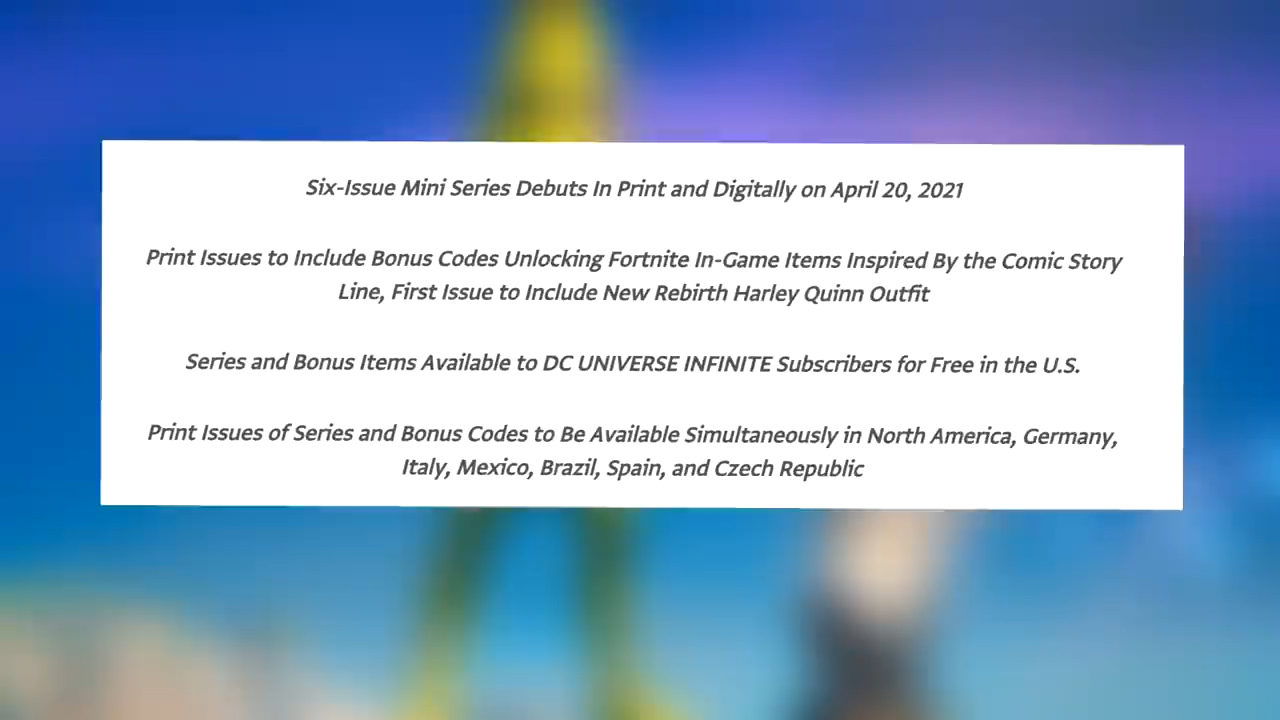 Six-Issue Mini Series Debuts In Print and Digitally on April 20, 2021
Print Issues to Include Bonus Codes Unlocking Fortnite In-Game Items Inspired By the Comic Story
Line, First Issue to Include New Rebirth Harley Quinn Outfit
Series and Bonus Items Available to DC UNIVERSE INFINITE Subscribers for Free in the U.S.
Print Issues of Series and Bonus Codes to Be Available Simultaneously in North America, Germany,
Italy, Mexico, Brazil, Spain, and Czech Republic